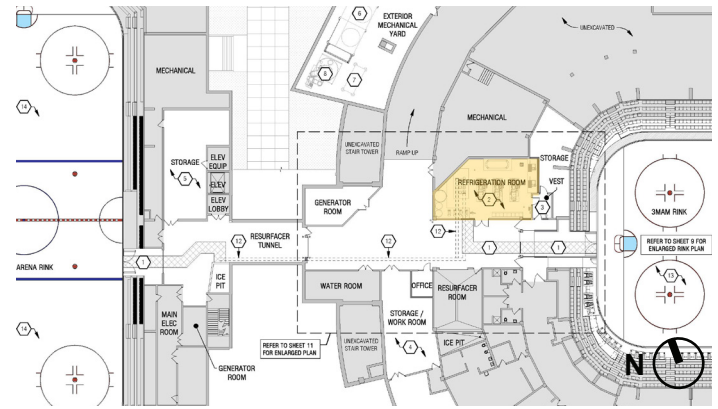 6
EXTERIOR
MECHANICAL
YARD
UNEXCAVATED
14
8
7
MECHANICAL
MECHANICAL
UNEXCAVATED
STAIR TOWER
RAMP UP
STORAGE
5
ELEV
EQUIP
ELEV
ELEV
LOBBY
GENERATOR
ROOM
REFRIGERATION ROOM
2
STORAGE
VEST
3
3MAM RINK
REFER TO SHEET 9 FOR
ENLARGED RINK PLAN
12
RESURFACER
TUNNEL
12
12
1
1
1
ARENA RINK
ICE
PIT
WATER ROOM
OFFICE
RESURFACER
ROOM
13
14
MAIN
ELEC
ROOM
STORAGE /
WORK ROOM
4
ICE PIT
REFER TO SHEET 11
FOR ENLARGED PLAN
UNEXCAVATED
STAIR TOWER
GENERATOR
ROOM
N